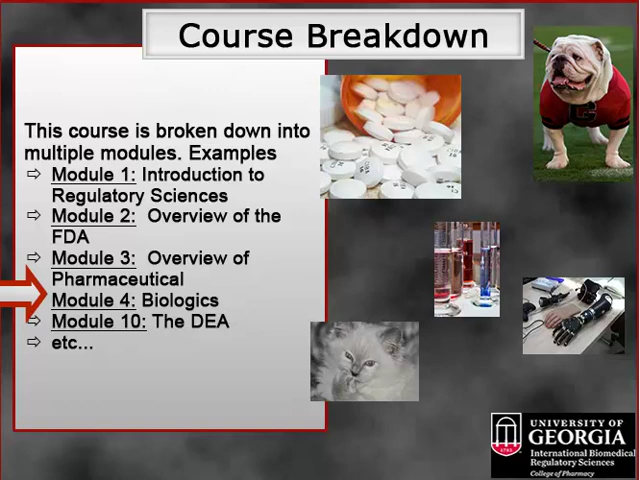 Course Breakdown
This course is broken down into
multiple modules. Examples
⇨ Module 1: Introduction to
Regulatory Sciences
⇨ Module 2: Overview of the
FDA
⇨ Module 3: Overview of
Pharmaceutical
Module 4: Biologics
⇨ Module 10: The DEA
⇨ etc...
UNIVERSITY OF
GEORGIA
International Biomedical
Regulatory Sciences
College of Pharmacy